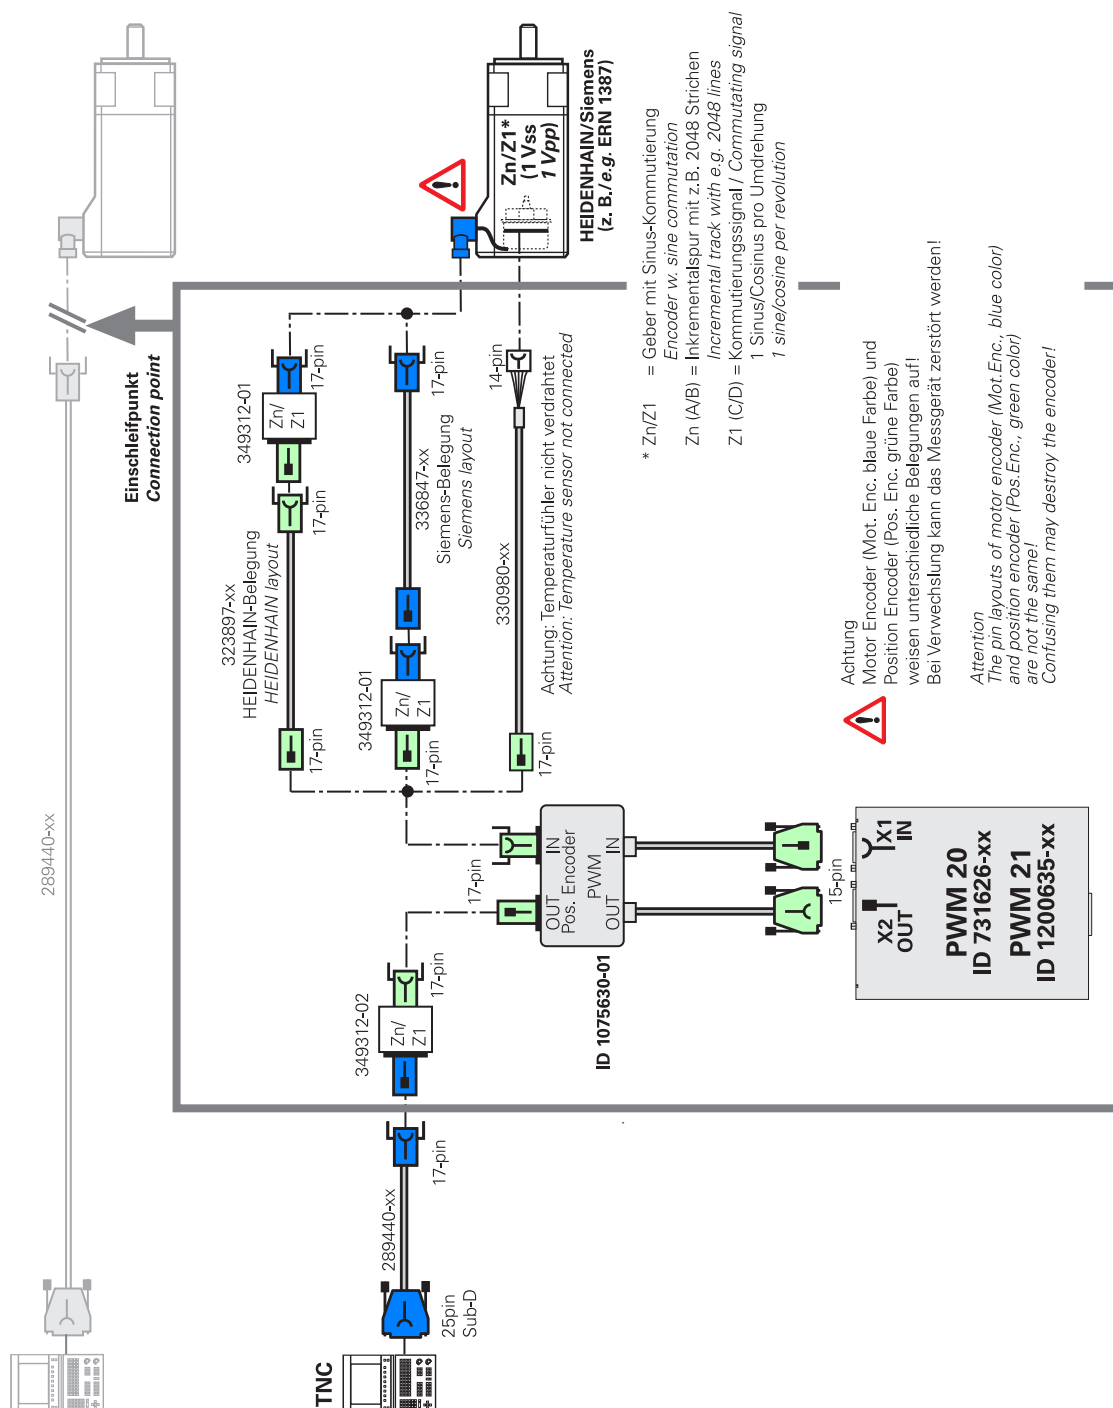 289440-xx
Einschleifpunkt
Connection point
349312-01
Zn/
Z1
17-pin
17-pin
323897-xx
HEIDENHAIN-Belegung
HEIDENHAIN layout
17-pin
17-pin
336847-xx
Siemens-Belegung
Siemens layout
349312-01
Zn/
Z1
17-pin
14-pin
330980-xx
17-pin
Achtung: Temperaturfühler nicht verdrahtet
Attention: Temperature sensor not connected
Zn/Z1*
(1 Vss
1 Vpp)
HEIDENHAIN/Siemens
(z. B./e.g. ERN 1387)
* Zn/Z1 = Geber mit Sinus-Kommutierung
Encoder w. sine commutation
Zn (A/B) = Inkrementalspur mit z.B. 2048 Strichen
Incremental track with e.g. 2048 lines
Z1 (C/D) = Kommutierungssignal / Commutating signal
1 Sinus/Cosinus pro Umdrehung
1 sine/cosine per revolution
Achtung
Motor Encoder (Mot. Enc. blaue Farbe) und
Position Encoder (Pos. Enc. grüne Farbe)
weisen unterschiedliche Belegungen auf!
Bei Verwechslung kann das Messgerät zerstört werden!
Attention
The pin layouts of motor encoder (Mot.Enc., blue color)
and position encoder (Pos.Enc., green color)
are not the same!
Confusing them may destroy the encoder!
TNC
25pin
Sub-D
289440-xx
17-pin
349312-02
Zn/
Z1
17-pin
17-pin
OUT IN
Pos. Encoder
PWM
OUT IN
ID 1075630-01
15-pin
X2
OUT
X1
IN
PWM 20
ID 731626-xx
PWM 21
ID 1200635-xx